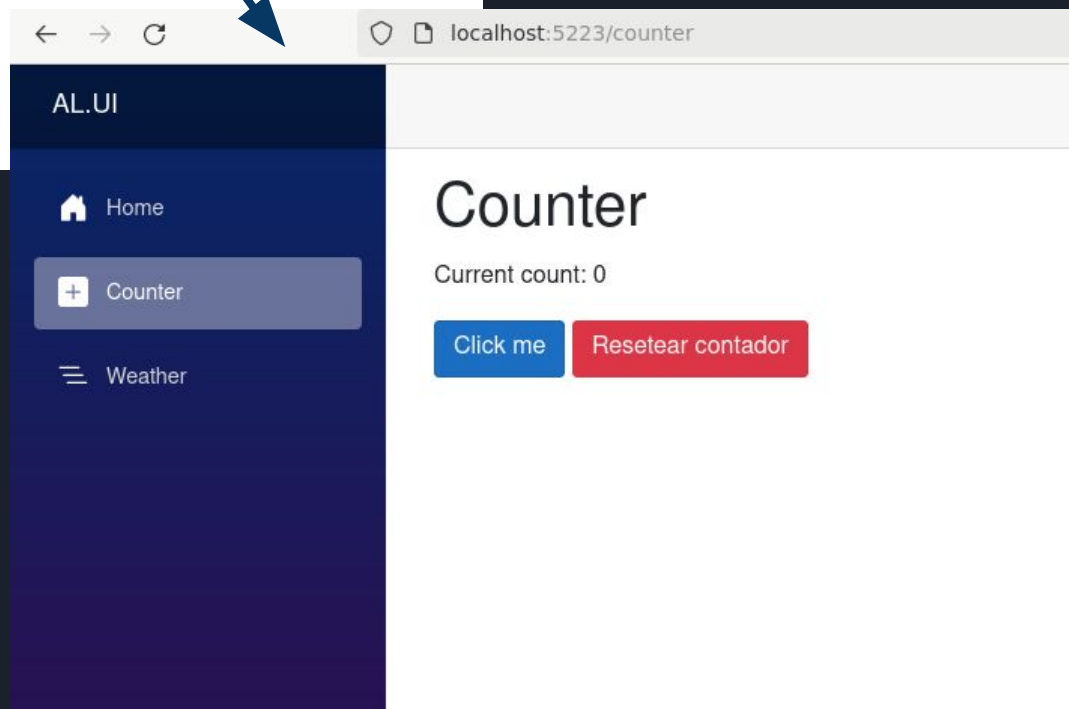 localhost:5223/counter
AL.UI
Home
Counter
Weather
Counter
Current count: 0
Click me Resetear contador